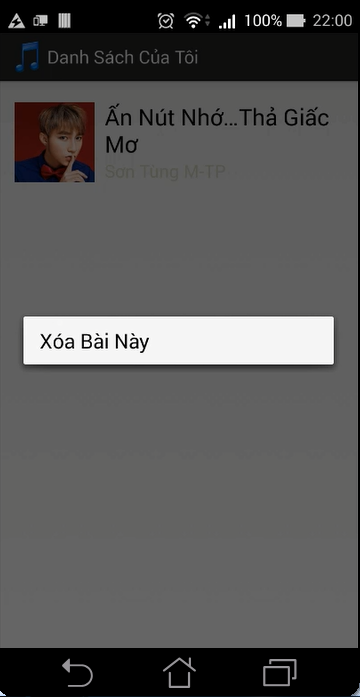 100% 22:00
Danh Sách Của Tôi
Ấn Nút Nhớ...Thả Giấc
Mơ
Sơn Tùng M-TP
Xóa Bài Này